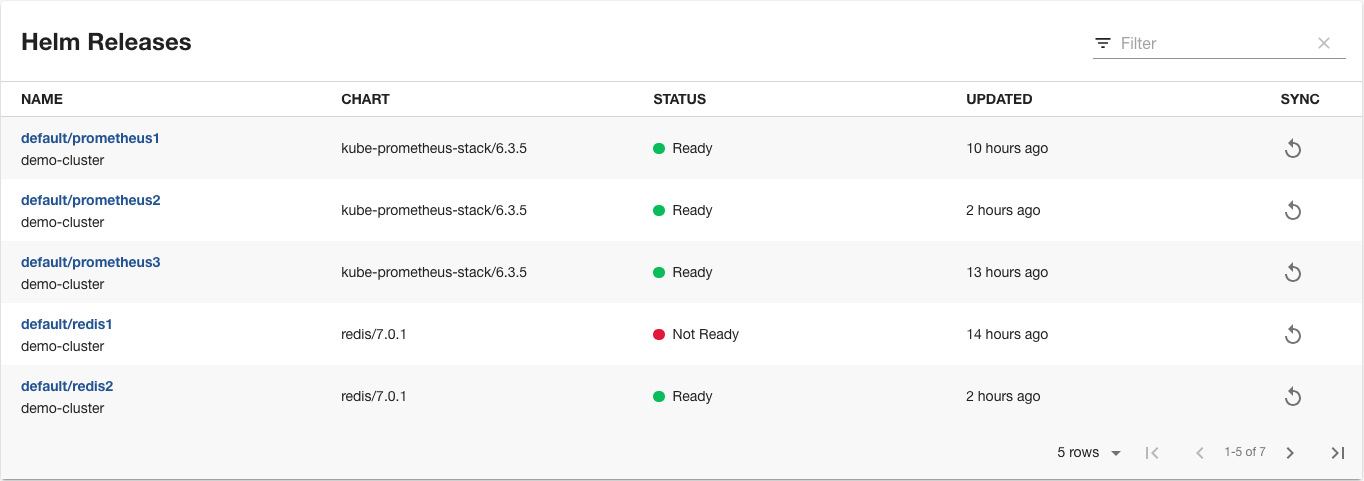 Helm Releases
Filter
NAME CHART STATUS UPDATED SYNC
default/prometheus1
demo-cluster
kube-prometheus-stack/6.3.5 Ready 10 hours ago
default/prometheus2
demo-cluster
kube-prometheus-stack/6.3.5 Ready 2 hours ago
default/prometheus3
demo-cluster
kube-prometheus-stack/6.3.5 Ready 13 hours ago
default/redis1
demo-cluster
redis/7.0.1 Not Ready 14 hours ago
default/redis2
demo-cluster
redis/7.0.1 Ready 2 hours ago
5 rows 1-5 of 7